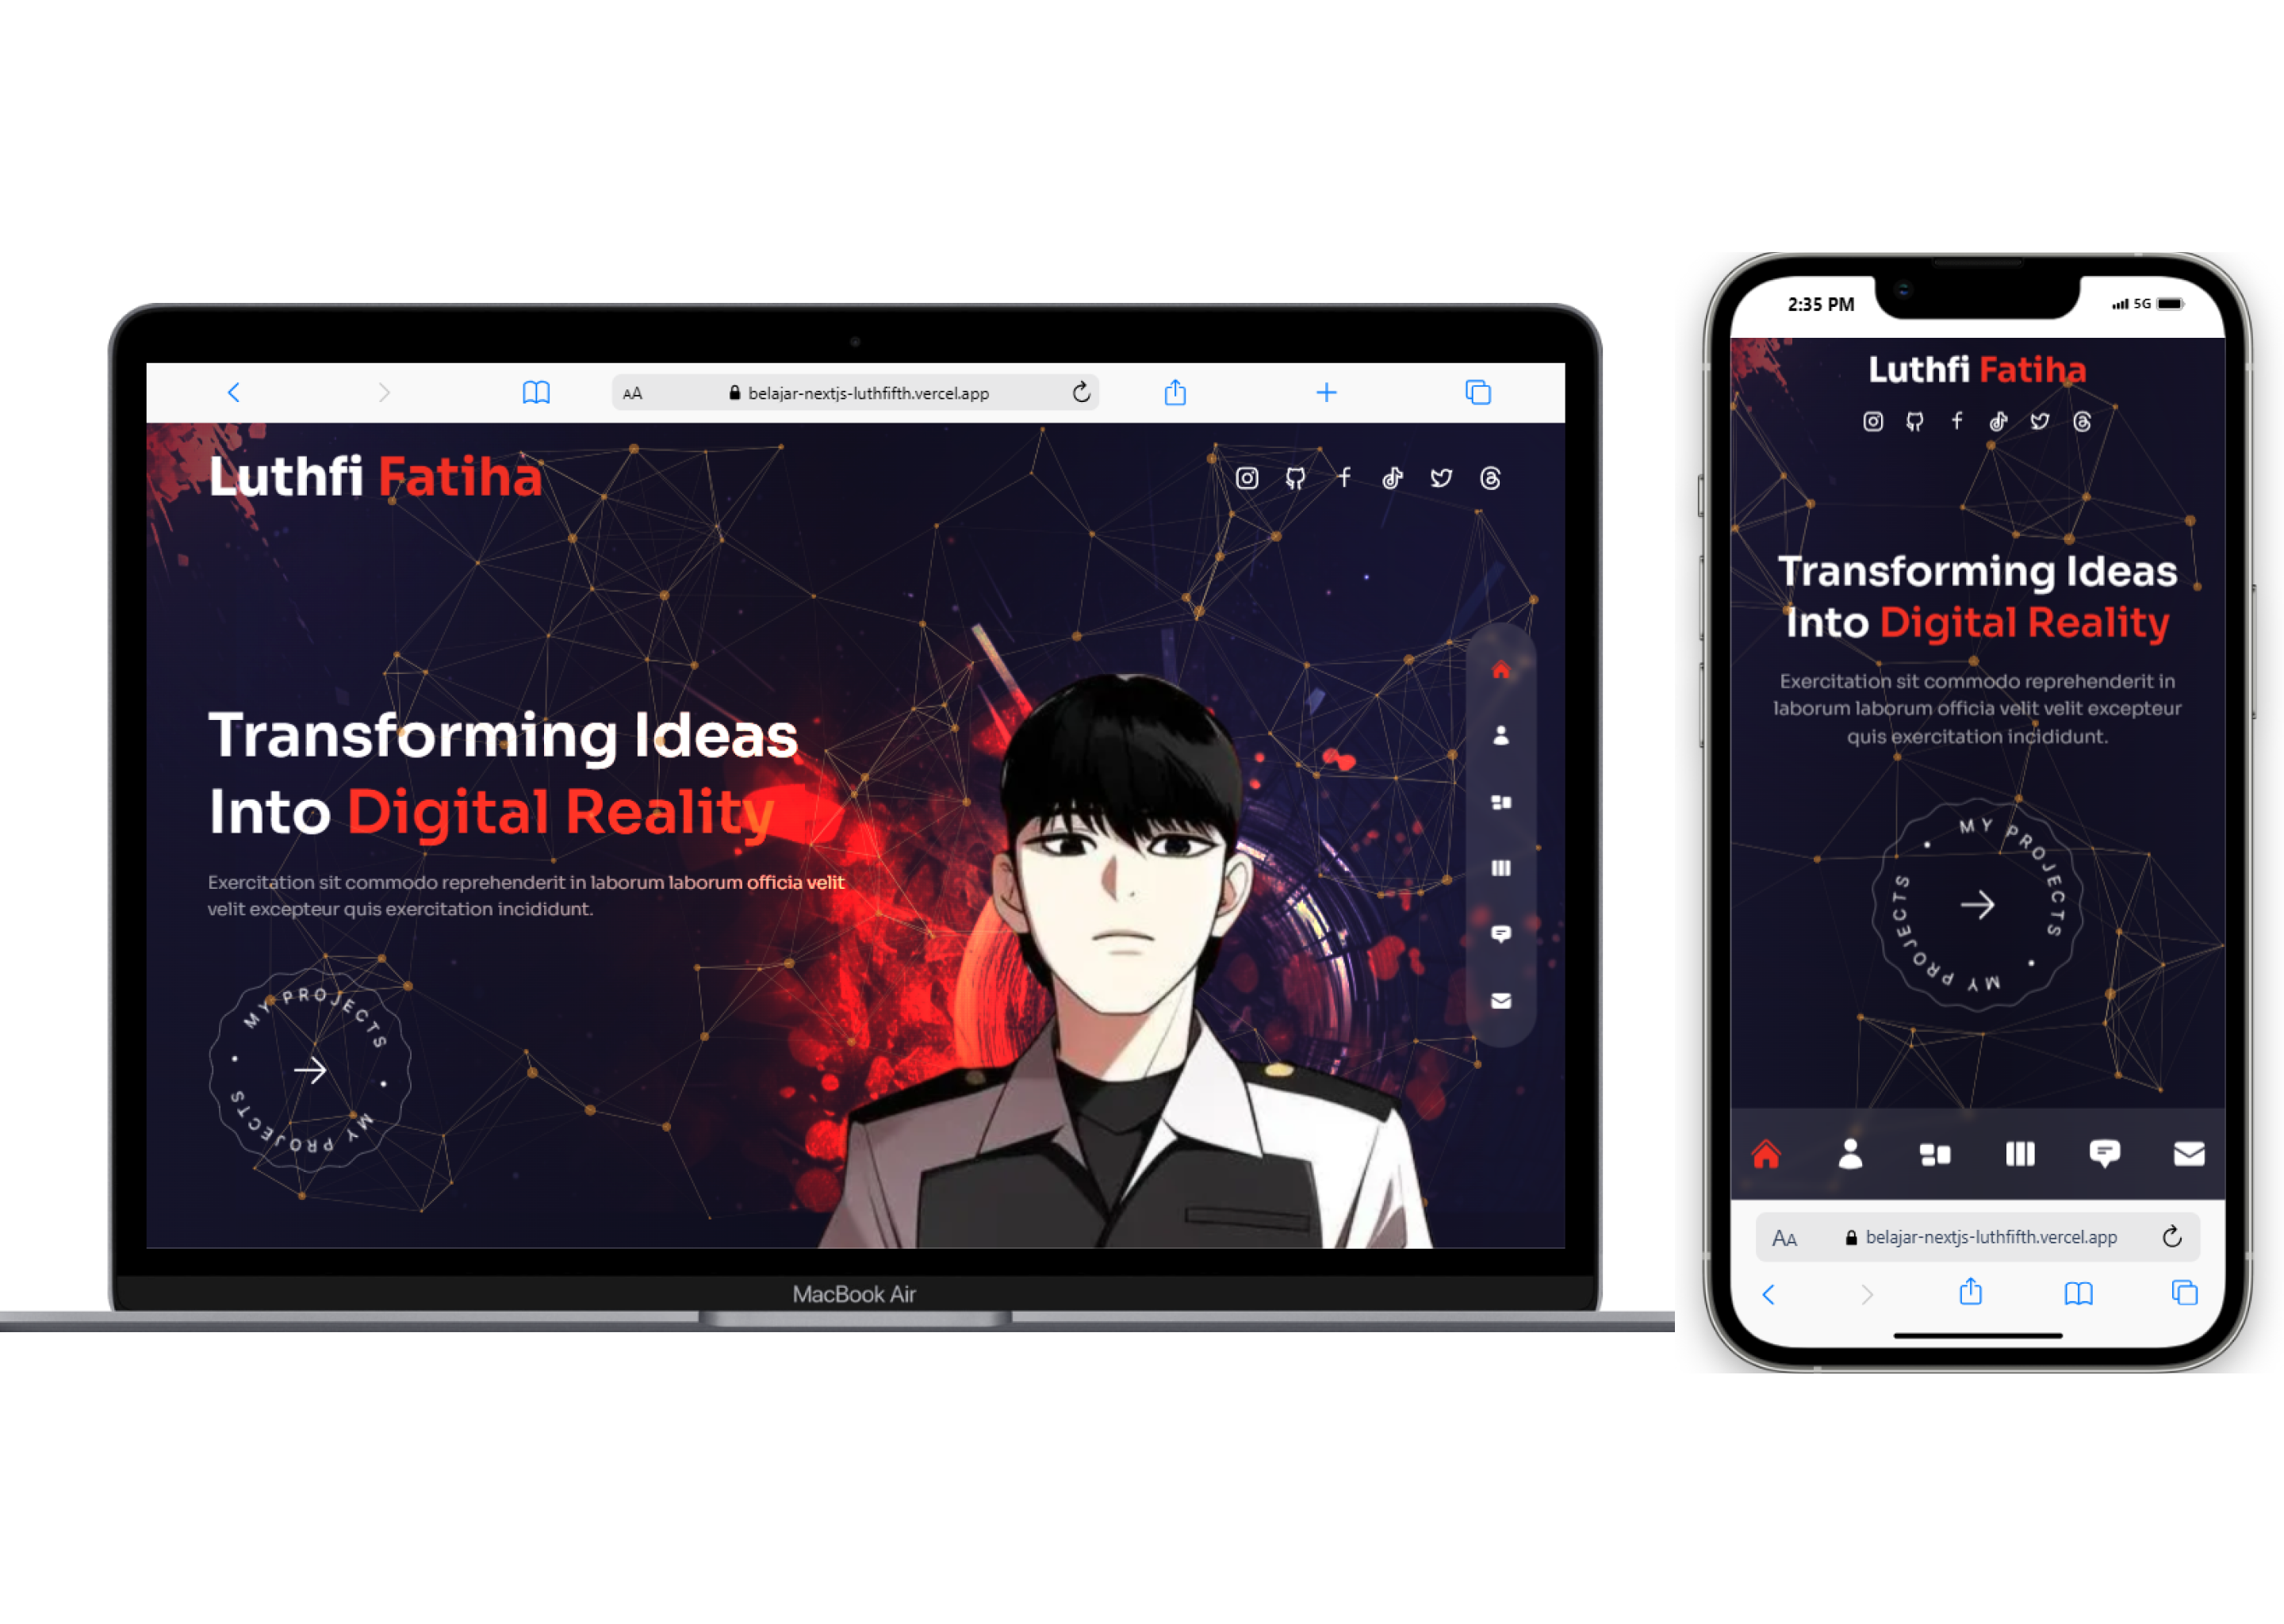 AA belajar-nextjs-luthfifth.vercel.app
Luthfi Fatiha
Transforming Ideas
Into Digital Reality
Exercitation sit commodo reprehenderit in laborum laborum officia velit
velit excepteur quis exercitation incididunt.
MY PROJECTS • MY PROJECTS •
MacBook Air
2:35 PM 5G
Luthfi Fatiha
Transforming Ideas
Into Digital Reality
Exercitation sit commodo reprehenderit in
laborum laborum officia velit velit excepteur
quis exercitation incididunt.
MY PROJECTS • MY PROJECTS •
AA belajar-nextjs-luthfifth.vercel.app